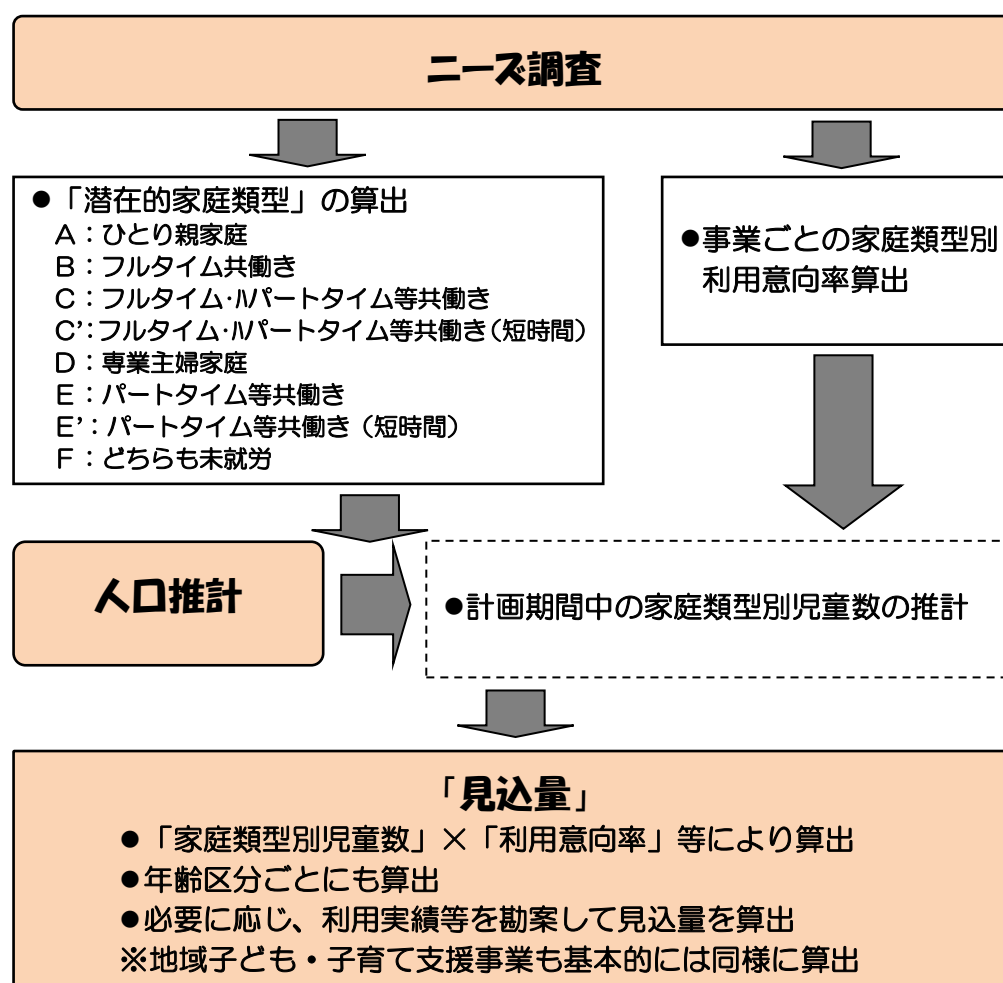 ニーズ調査
●「潜在的家庭類型」の算出
A:ひとり親家庭
B:フルタイム共働き
C:フルタイム・パートタイム等共働き
C’:フルタイム・パートタイム等共働き(短時間)
D:専業主婦家庭
E:パートタイム等共働き
E’:パートタイム等共働き(短時間)
F:どちらも未就労
●事業ごとの家庭類型別
利用意向率算出
人口推計
●計画期間中の家庭類型別児童数の推計
「見込量」
●「家庭類型別児童数」×「利用意向率」等により算出
●年齢区分ごとにも算出
●必要に応じ、利用実績等を勘案して見込量を算出
※地域子ども・子育て支援事業も基本的には同様に算出